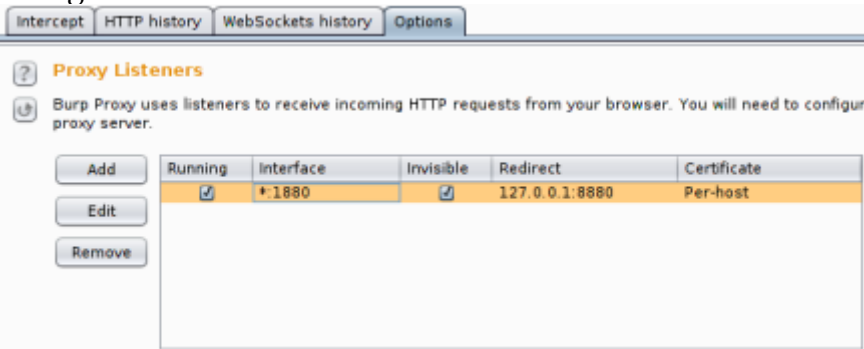 Intercept HTTP history WebSockets history Options
? Proxy Listeners
Burp Proxy uses listeners to receive incoming HTTP requests from your browser. You will need to configur
proxy server.
Add Running Interface Invisible Redirect Certificate
*:1880 127.0.0.1:8880 Per-host
Edit
Remove